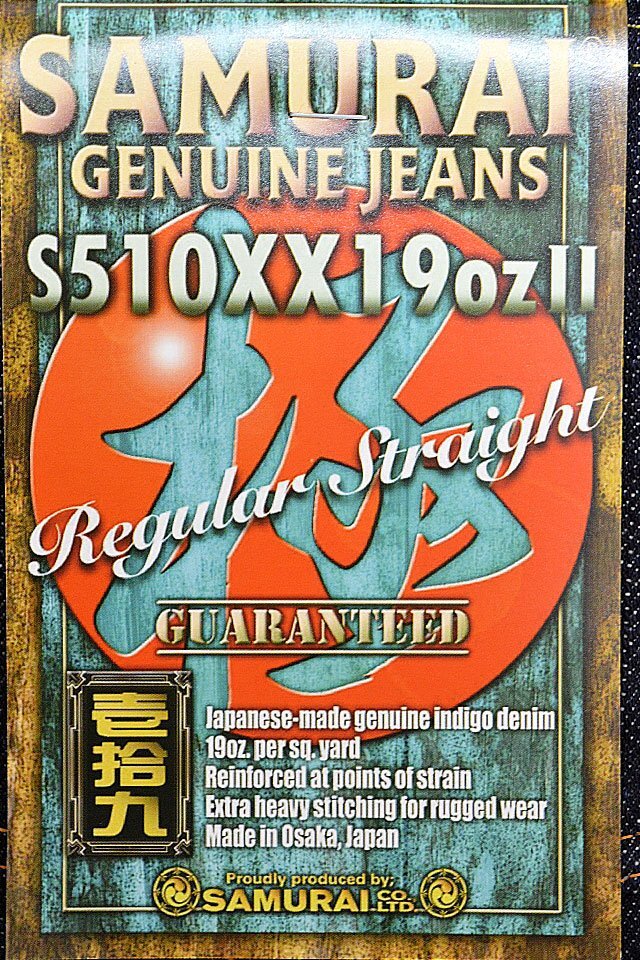 SAMURAI®
GENUINE JEANS
S510XX19ozII
Regular Straight
GUARANTEED
壱拾九
Japanese-made genuine indigo denim
19oz. per sq. yard
Reinforced at points of strain
Extra heavy stitching for rugged wear
Made in Osaka, Japan
Proudly produced by:
SAMURAI CO. LTD.